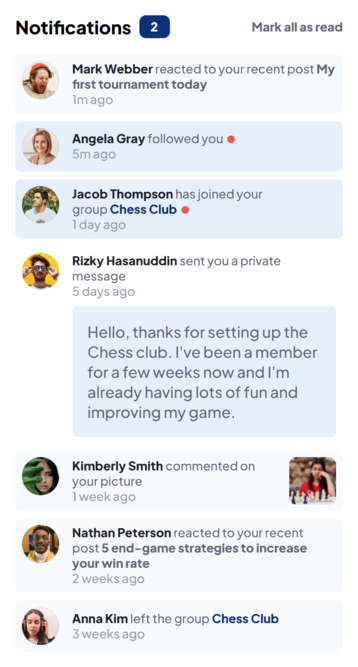 Notifications 2 Mark all as read
Mark Webber reacted to your recent post My
first tournament today
1m ago
Angela Gray followed you
5m ago
Jacob Thompson has joined your
group Chess Club
1 day ago
Rizky Hasanuddin sent you a private
message
5 days ago
Hello, thanks for setting up the
Chess club. I've been a member
for a few weeks now and I'm
already having lots of fun and
improving my game.
Kimberly Smith commented on
your picture
1 week ago
Nathan Peterson reacted to your recent
post 5 end-game strategies to increase
your win rate
2 weeks ago
Anna Kim left the group Chess Club
3 weeks ago